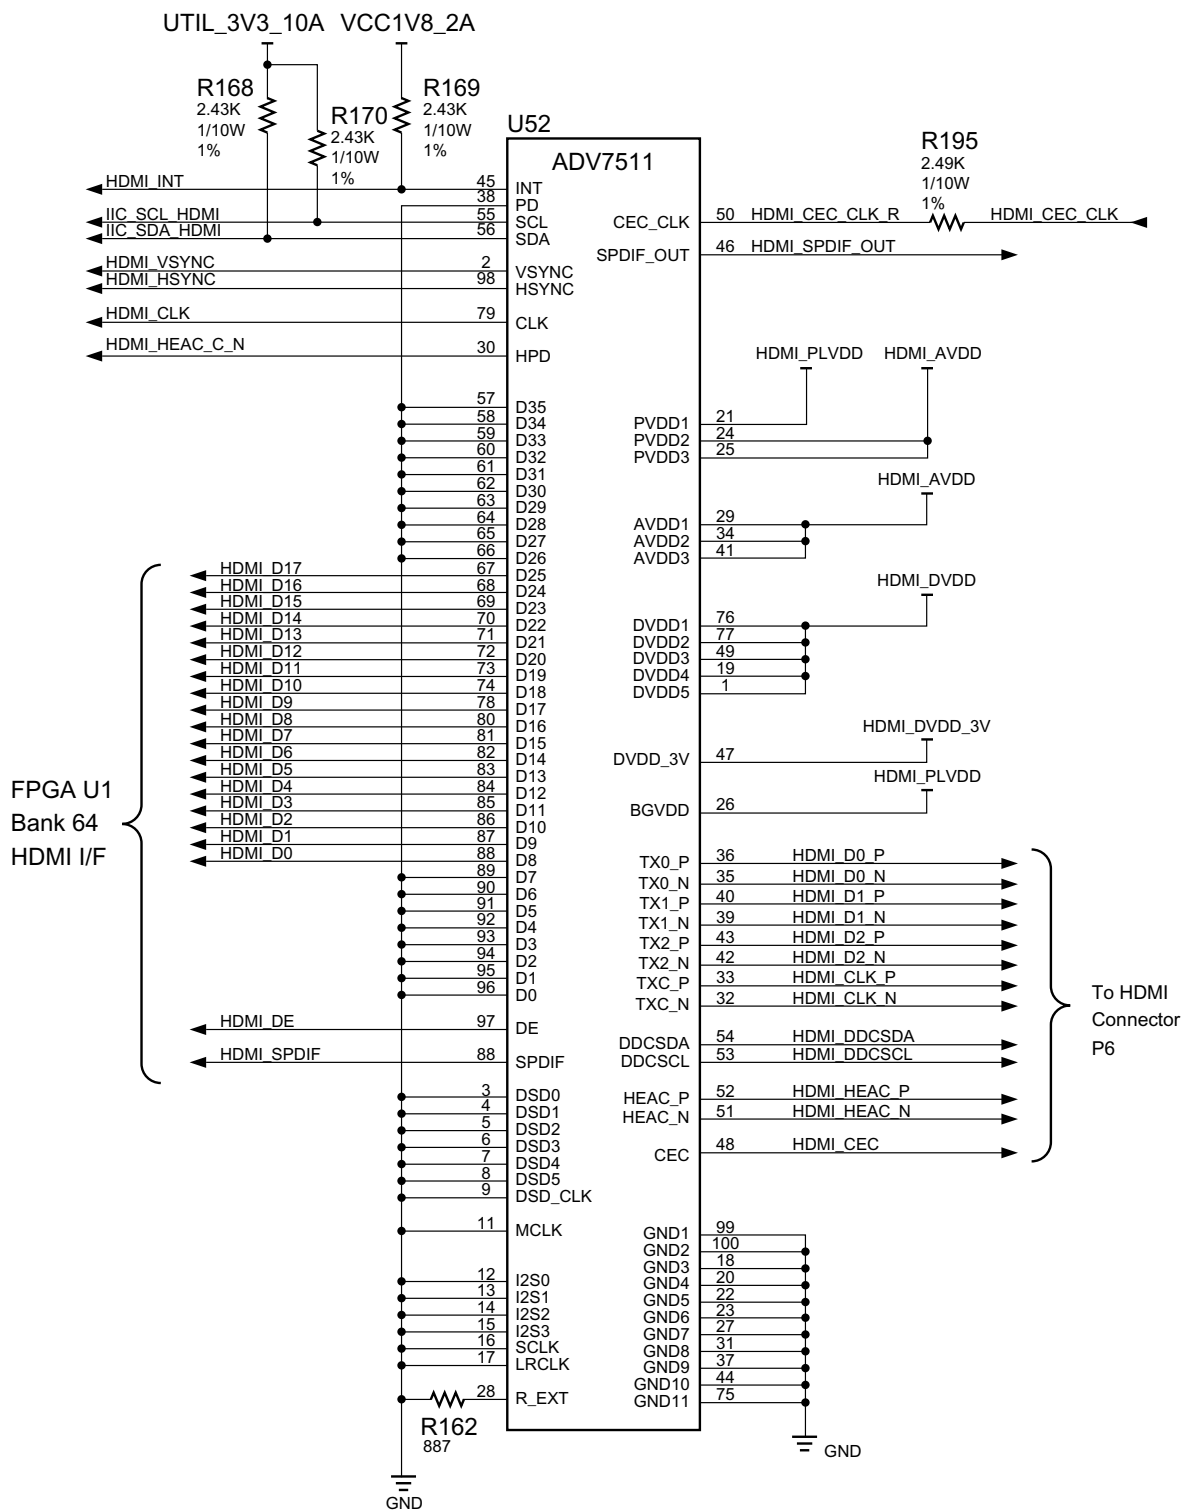 UTIL_3V3_10A VCC1V8_2A
R168
2.43K
1/10W
1%
R170
2.43K
1/10W
1%
R169
2.43K
1/10W
1%
U52
ADV7511
R195
2.49K
1/10W
1%
HDMI_INT 45 INT
38 PD
IIC_SCL_HDMI 55 SCL
IIC_SDA_HDMI 56 SDA
HDMI_VSYNC 2 VSYNC
HDMI_HSYNC 98 HSYNC
HDMI_CLK 79 CLK
HDMI_HEAC_C_N 30 HPD
57 D35
58 D34
59 D33
60 D32
61 D31
62 D30
63 D29
64 D28
65 D27
66 D26
HDMI_D17 67 D25
HDMI_D16 68 D24
HDMI_D15 69 D23
HDMI_D14 70 D22
HDMI_D13 71 D21
HDMI_D12 72 D20
HDMI_D11 73 D19
HDMI_D10 74 D18
HDMI_D9 78 D17
HDMI_D8 80 D16
HDMI_D7 81 D15
HDMI_D6 82 D14
HDMI_D5 83 D13
HDMI_D4 84 D12
HDMI_D3 85 D11
HDMI_D2 86 D10
HDMI_D1 87 D9
HDMI_D0 88 D8
FPGA U1
Bank 64
HDMI I/F
89 D7
90 D6
91 D5
92 D4
93 D3
94 D2
95 D1
96 D0
HDMI_DE 97 DE
HDMI_SPDIF 88 SPDIF
3 DSD0
4 DSD1
5 DSD2
6 DSD3
7 DSD4
8 DSD5
9 DSD_CLK
11 MCLK
12 I2S0
13 I2S1
14 I2S2
15 I2S3
16 SCLK
17 LRCLK
28 R_EXT
R162
887
GND
CEC_CLK 50 HDMI_CEC_CLK_R HDMI_CEC_CLK
SPDIF_OUT 46 HDMI_SPDIF_OUT
HDMI_PLVDD HDMI_AVDD
PVDD1 21
PVDD2 24
PVDD3 25
HDMI_AVDD
AVDD1 29
AVDD2 34
AVDD3 41
HDMI_DVDD
DVDD1 76
DVDD2 77
DVDD3 49
DVDD4 19
DVDD5 1
HDMI_DVDD_3V
DVDD_3V 47
HDMI_PLVDD
BGVDD 26
TX0_P 36 HDMI_D0_P
TX0_N 35 HDMI_D0_N
TX1_P 40 HDMI_D1_P
TX1_N 39 HDMI_D1_N
TX2_P 43 HDMI_D2_P
TX2_N 42 HDMI_D2_N
TXC_P 33 HDMI_CLK_P
TXC_N 32 HDMI_CLK_N
DDCSDA 54 HDMI_DDCSDA
DDCSCL 53 HDMI_DDCSCL
HEAC_P 52 HDMI_HEAC_P
HEAC_N 51 HDMI_HEAC_N
CEC 48 HDMI_CEC
To HDMI
Connector
P6
GND1 99
GND2 100
GND3 18
GND4 20
GND5 22
GND6 23
GND7 27
GND8 31
GND9 37
GND10 44
GND11 75
GND